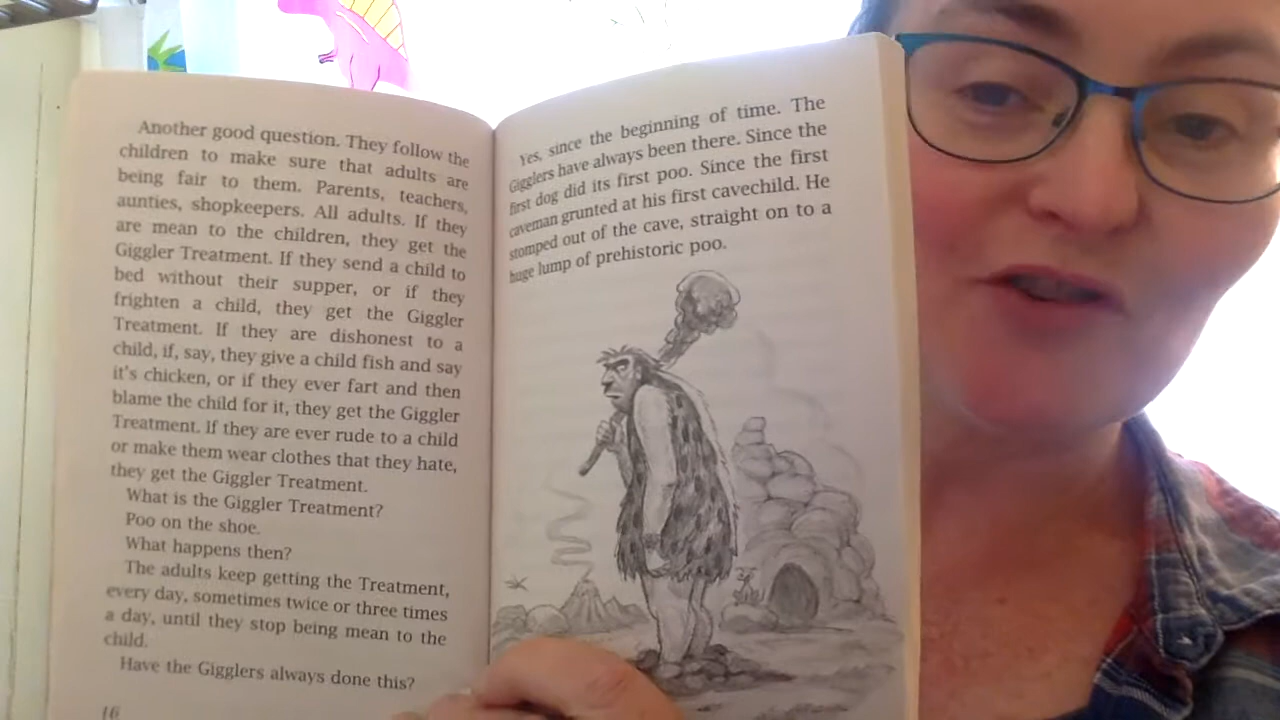 Another good question. They follow the
children to make sure that adults are
being fair to them. Parents, teachers,
aunties, shopkeepers. All adults. If they
are mean to the children, they get the
Giggler Treatment. If they send a child to
bed without their supper, or if they
frighten a child, they get the Giggler
Treatment. If they are dishonest to a
child, if, say, they give a child fish and say
it's chicken, or if they ever fart and then
blame the child for it, they get the Giggler
Treatment. If they are ever rude to a child
or make them wear clothes that they hate,
they get the Giggler Treatment.
What is the Giggler Treatment?
Poo on the shoe.
What happens then?
The adults keep getting the Treatment,
every day, sometimes twice or three times
a day, until they stop being mean to the
child.
Have the Gigglers always done this?
16
Yes, since the beginning of time. The
Gigglers have always been there. Since the
first dog did its first poo. Since the first
caveman grunted at his first cavechild. He
stomped out of the cave, straight on to a
huge lump of prehistoric poo.